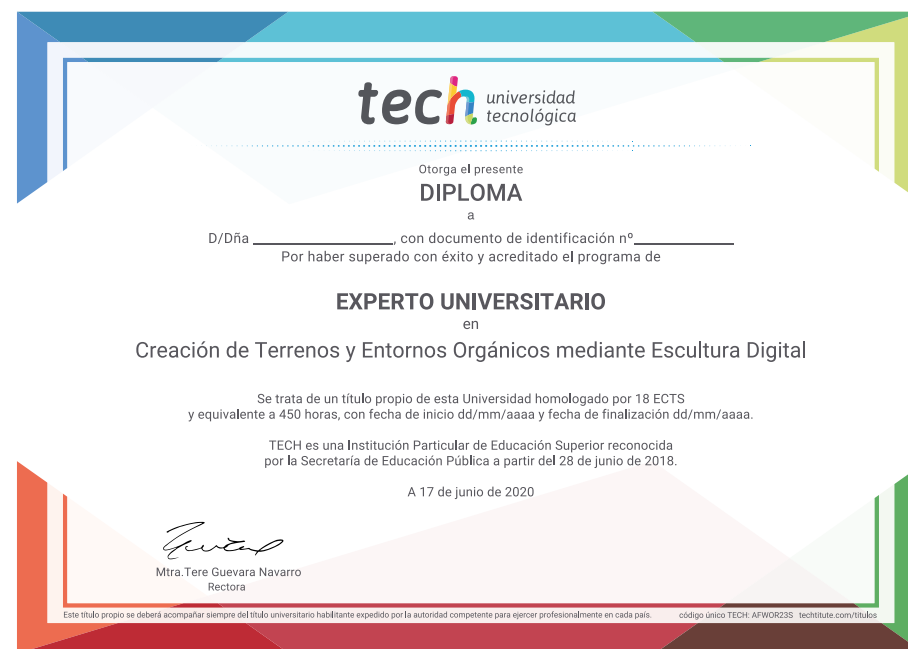 tech universidad
tecnológica
Otorga el presente
DIPLOMA
a
D/Dña ____________________, con documento de identificación nº______________
Por haber superado con éxito y acreditado el programa de
EXPERTO UNIVERSITARIO
en
Creación de Terrenos y Entornos Orgánicos mediante Escultura Digital
Se trata de un título propio de esta Universidad homologado por 18 ECTS
y equivalente a 450 horas, con fecha de inicio dd/mm/aaaa y fecha de finalización dd/mm/aaaa.
TECH es una Institución Particular de Educación Superior reconocida
por la Secretaría de Educación Pública a partir del 28 de junio de 2018.
A 17 de junio de 2020
Mtra.Tere Guevara Navarro
Rectora
Este título propio se deberá acompañar siempre del título universitario habilitante expedido por la autoridad competente para ejercer profesionalmente en cada país. código único TECH: AFWOR23S techtitute.com/titulos